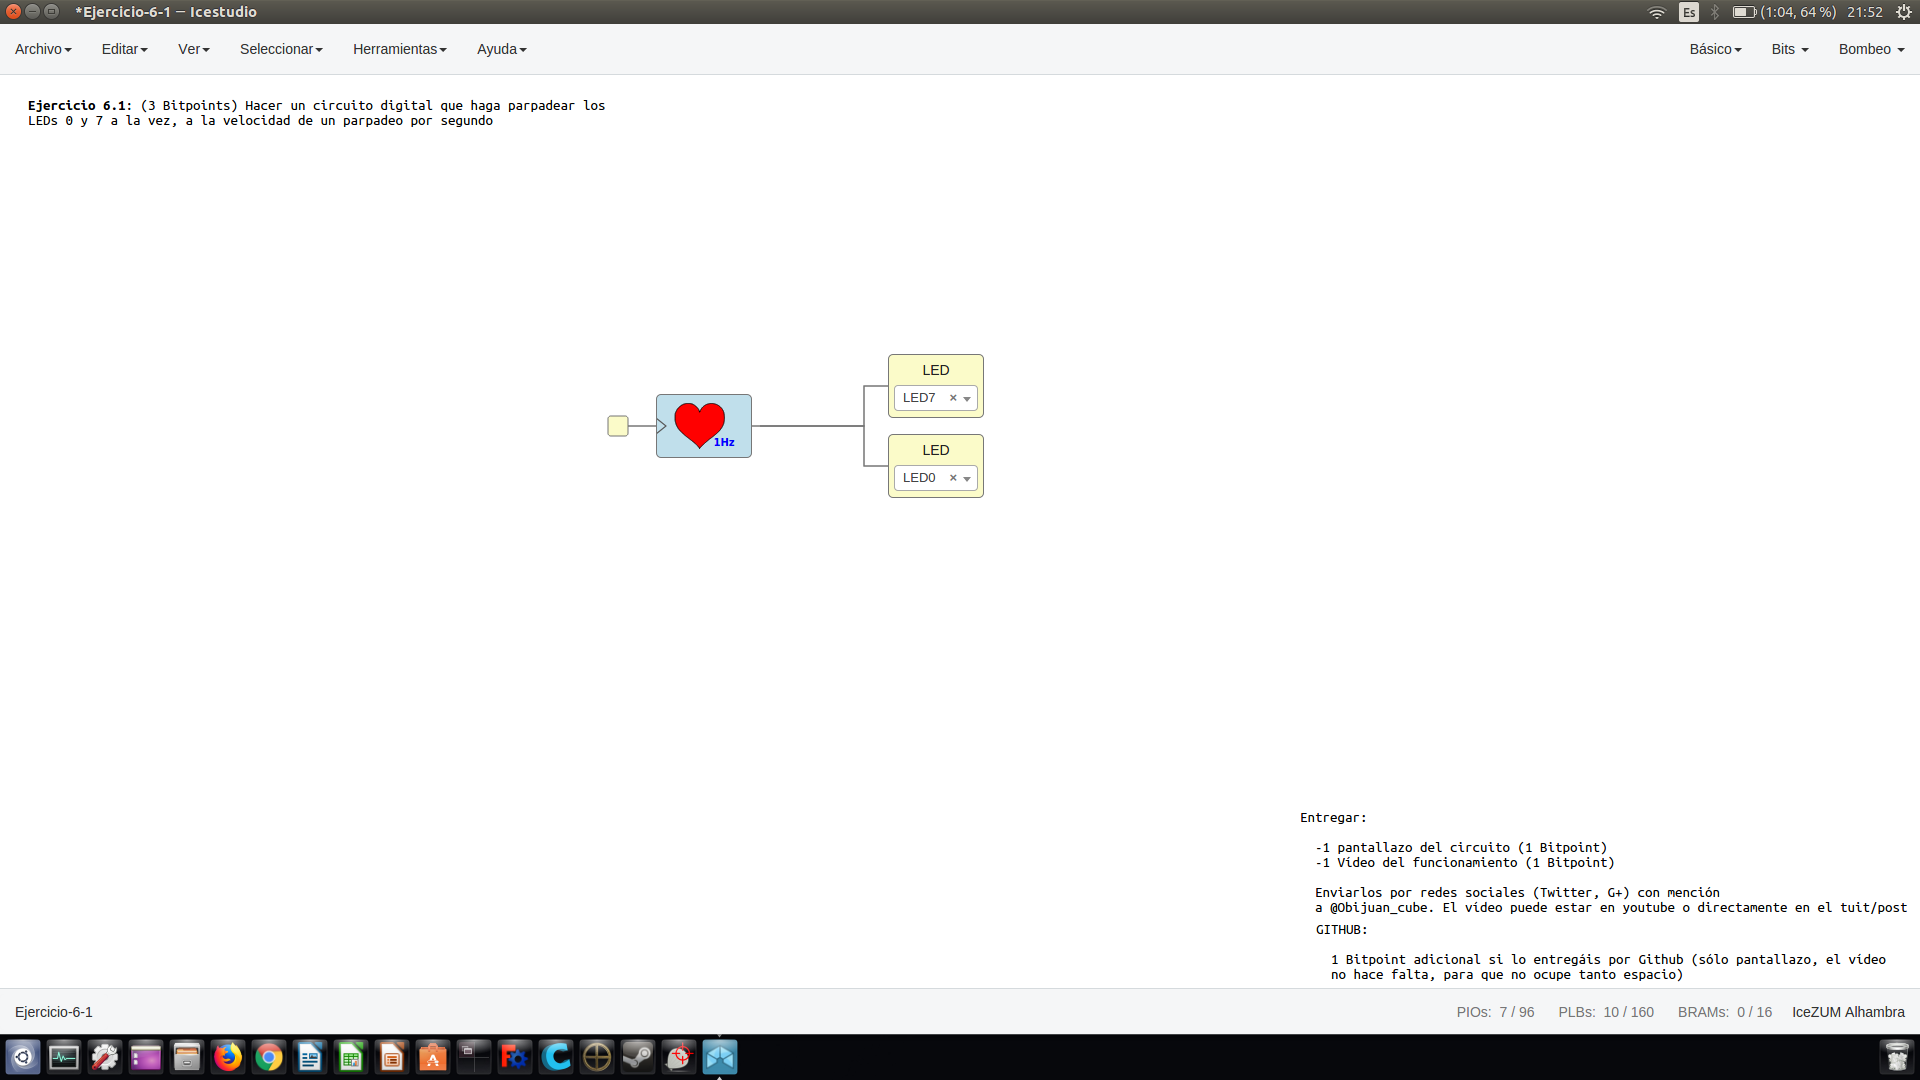 *Ejercicio-6-1 — Icestudio
Es (1:04, 64 %) 21:52
Archivo Editar Ver Seleccionar Herramientas Ayuda Básico Bits Bombeo
Ejercicio 6.1: (3 Bitpoints) Hacer un circuito digital que haga parpadear los
LEDs 0 y 7 a la vez, a la velocidad de un parpadeo por segundo
LED
LED7
1Hz
LED
LED0
Entregar:
-1 pantallazo del circuito (1 Bitpoint)
-1 Vídeo del funcionamiento (1 Bitpoint)
Enviarlos por redes sociales (Twitter, G+) con mención
a @Obijuan_cube. El vídeo puede estar en youtube o directamente en el tuit/post
GITHUB:
1 Bitpoint adicional si lo entregáis por Github (sólo pantallazo, el vídeo
no hace falta, para que no ocupe tanto espacio)
Ejercicio-6-1 PIOs: 7 / 96 PLBs: 10 / 160 BRAMs: 0 / 16 IceZUM Alhambra